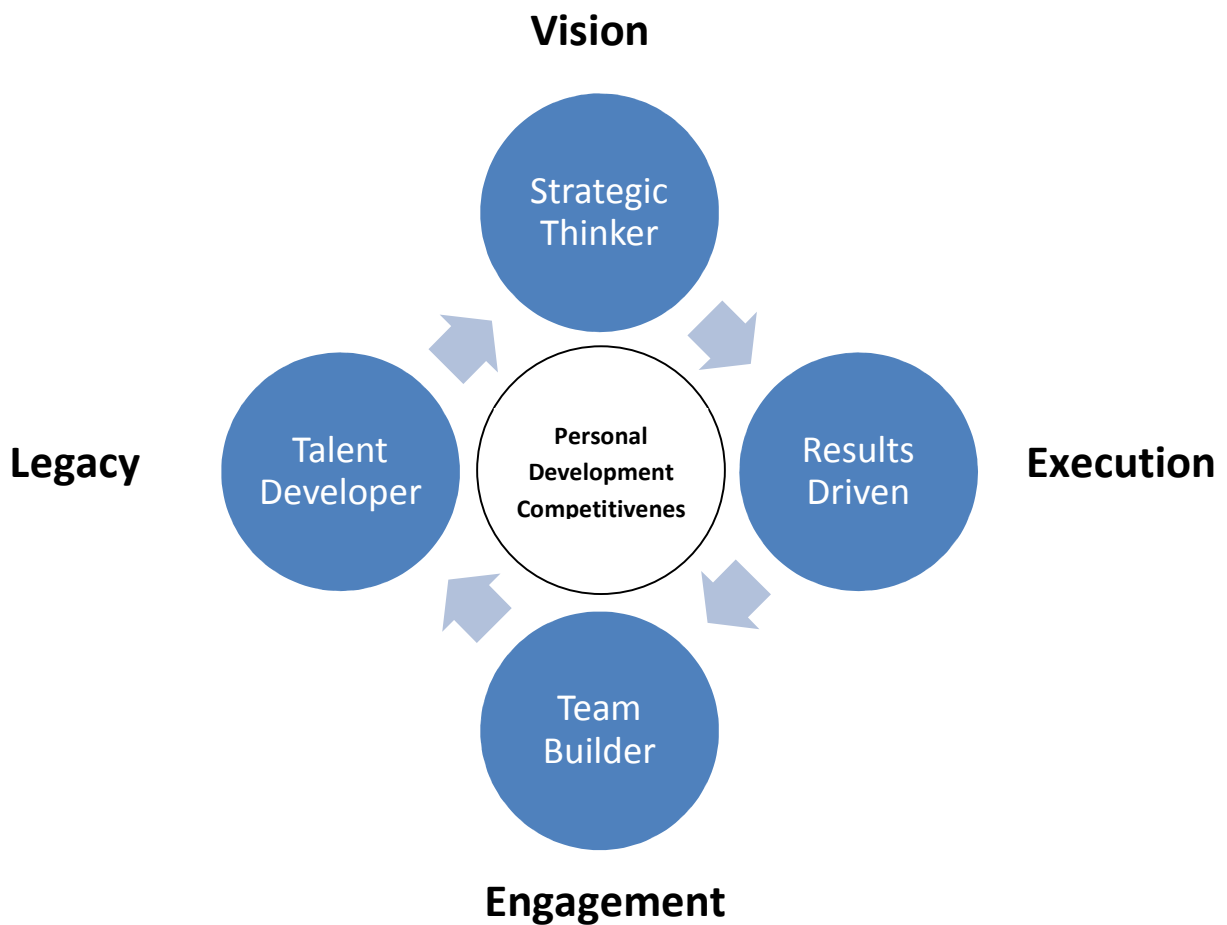 Vision
Strategic
Thinker
Legacy
Talent
Developer
Personal
Development
Competitivenes
Results
Driven
Execution
Team
Builder
Engagement